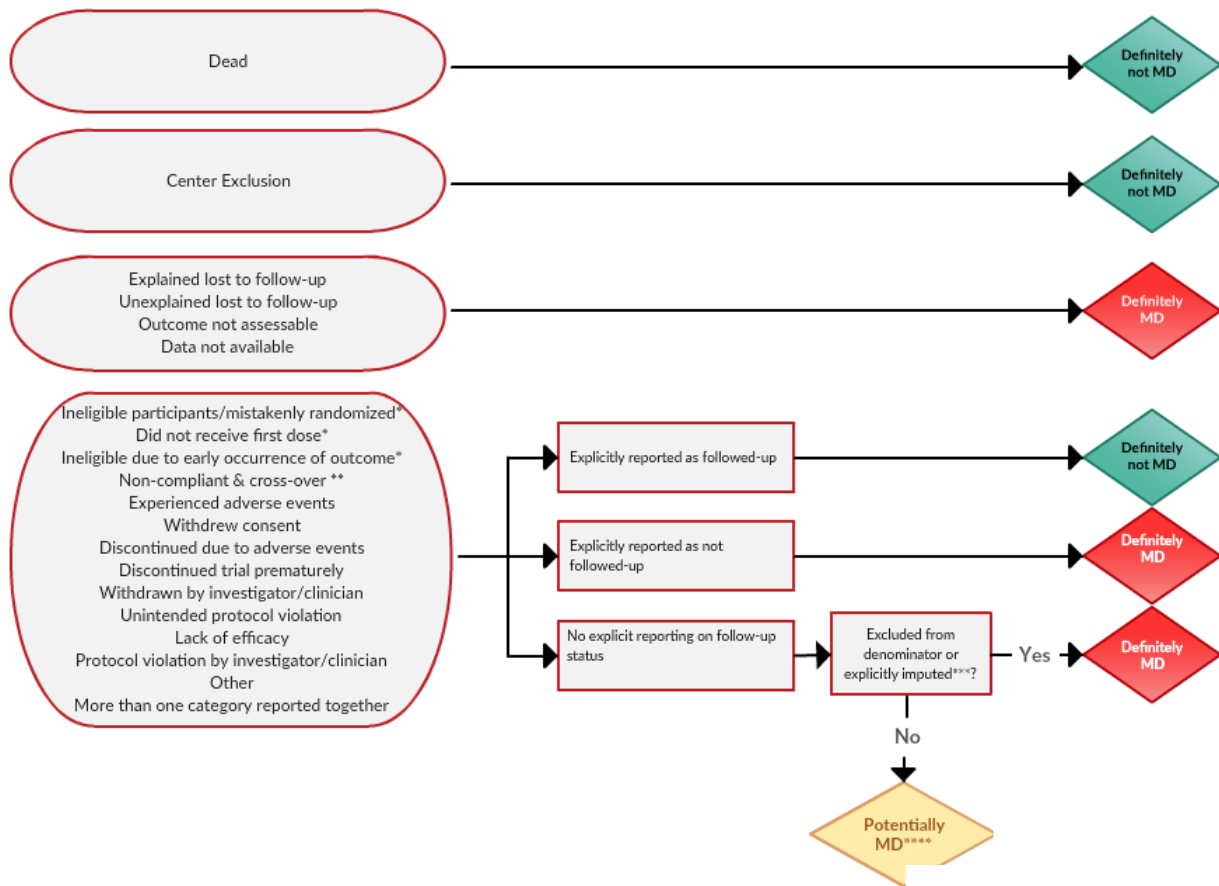 Dead
Definitely
not MD
Center Exclusion
Definitely
not MD
Explained lost to follow-up
Unexplained lost to follow-up
Outcome not assessable
Data not available
Definitely
MD
Ineligible participants/mistakenly randomized*
Did not receive first dose*
Ineligible due to early occurrence of outcome*
Non-compliant & cross-over **
Experienced adverse events
Withdrew consent
Discontinued due to adverse events
Discontinued trial prematurely
Withdrawn by investigator/clinician
Unintended protocol violation
Lack of efficacy
Protocol violation by investigator/clinician
Other
More than one category reported together
Explicitly reported as followed-up
Definitely
not MD
Explicitly reported as not
followed-up
Definitely
MD
No explicit reporting on follow-up
status
Excluded from
denominator or
explicitly imputed***?
Yes
Definitely
MD
No
Potentially
MD****